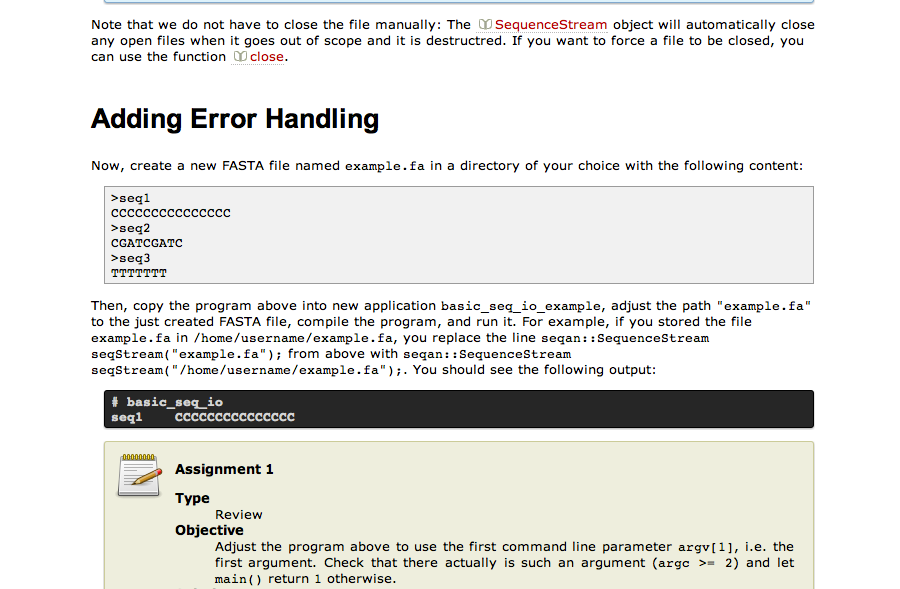 Note that we do not have to close the file manually: The SequenceStream object will automatically close
any open files when it goes out of scope and it is destructred. If you want to force a file to be closed, you
can use the function close.
Adding Error Handling
Now, create a new FASTA file named example.fa in a directory of your choice with the following content:
>seq1
CCCCCCCCCCCCCCC
>seq2
CGATCGATC
>seq3
TTTTTTT
Then, copy the program above into new application basic_seq_io_example, adjust the path "example.fa"
to the just created FASTA file, compile the program, and run it. For example, if you stored the file
example.fa in /home/username/example.fa, you replace the line seqan::SequenceStream
seqStream("example.fa"); from above with seqan::SequenceStream
seqStream("/home/username/example.fa");. You should see the following output:
# basic_seq_io
seq1    CCCCCCCCCCCCCCC
Assignment 1
Type
Review
Objective
Adjust the program above to use the first command line parameter argv[1], i.e. the
first argument. Check that there actually is such an argument (argc >= 2) and let
main() return 1 otherwise.